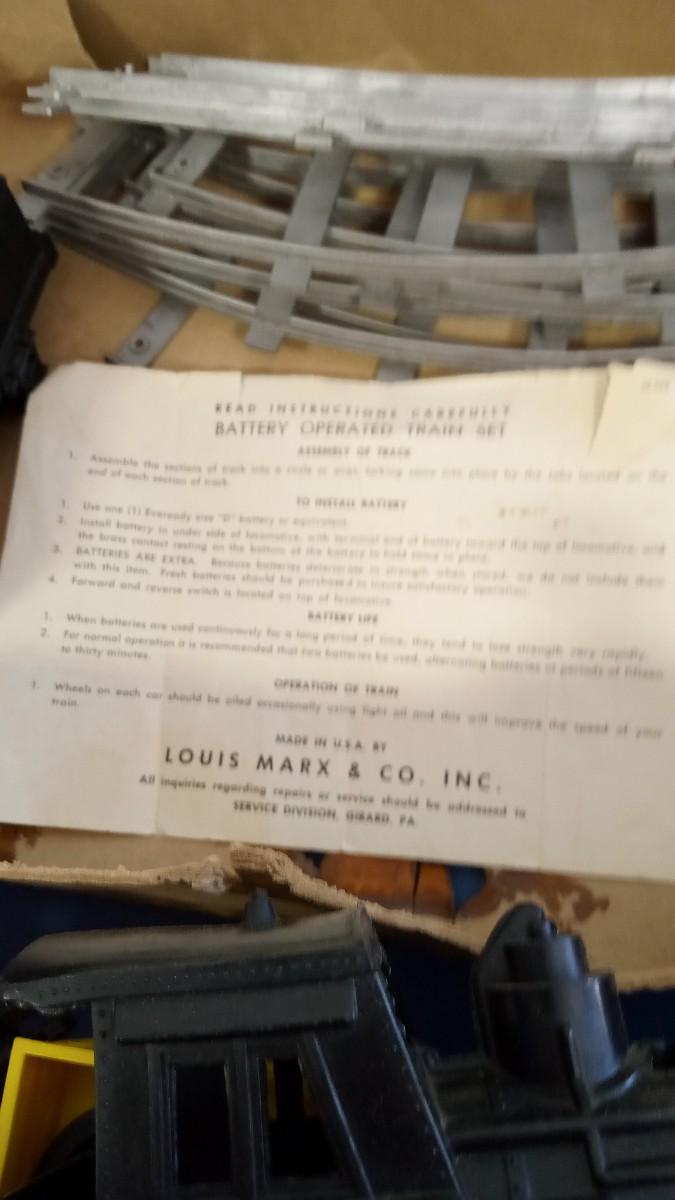 READ INSTRUCTIONS CAREFULLY
BATTERY OPERATED TRAIN SET
ASSEMBLY OF TRACK
1. Assemble the sections of track into a circle or oval, locking same into place by the tabs located on the
end of each section of track.
TO INSTALL BATTERY
1. Use one (1) Eveready size "D" battery or equivalent.
2. Install battery in under side of locomotive, with terminal end of battery toward the top of locomotive, and
the brass contact resting on the bottom of the battery to hold same in place.
3. BATTERIES ARE EXTRA. Because batteries deteriorate in strength when stored, we do not include them
with this item. Fresh batteries should be purchased to insure satisfactory operation.
4. Forward and reverse switch is located on top of locomotive.
BATTERY LIFE
1. When batteries are used continuously for a long period of time, they tend to lose strength very rapidly.
2. For normal operation it is recommended that two batteries be used, alternating batteries at periods of fifteen
to thirty minutes.
OPERATION OF TRAIN
1. Wheels on each car should be oiled occasionally using light oil and this will improve the speed of your
train.
MADE IN U.S.A. BY
LOUIS MARX & CO. INC.
All inquiries regarding repairs or service should be addressed to
SERVICE DIVISION, GIRARD, PA.